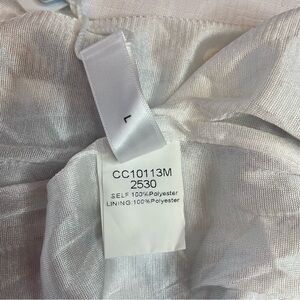 L
CC10113M
2530
SELF:100%Polyester
LINING:100%Polyester